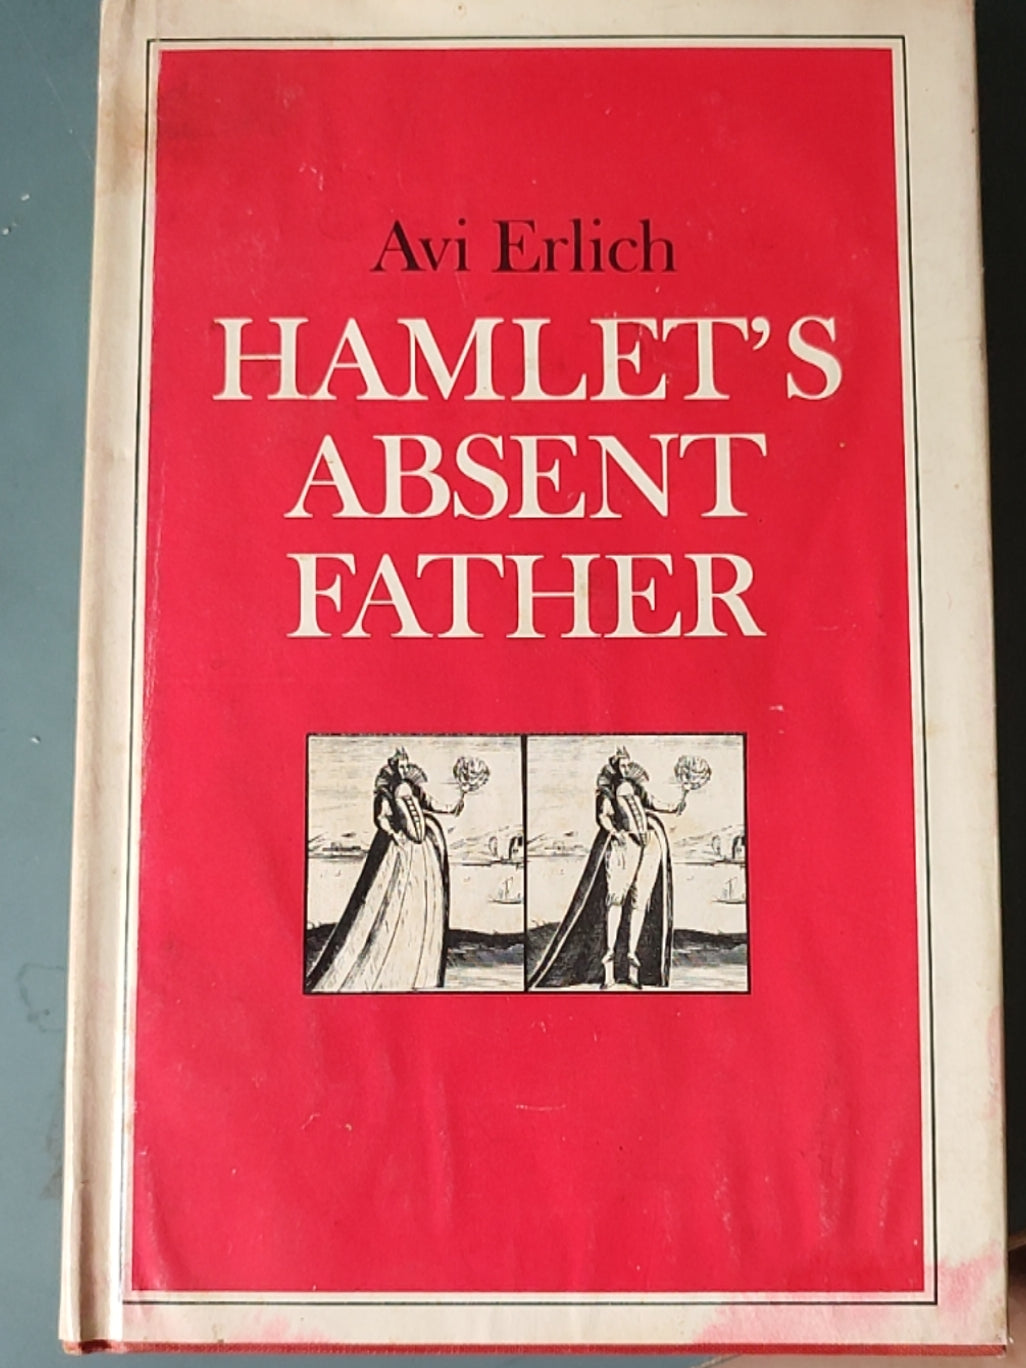 Avi Erlich
HAMLET'S
ABSENT
FATHER